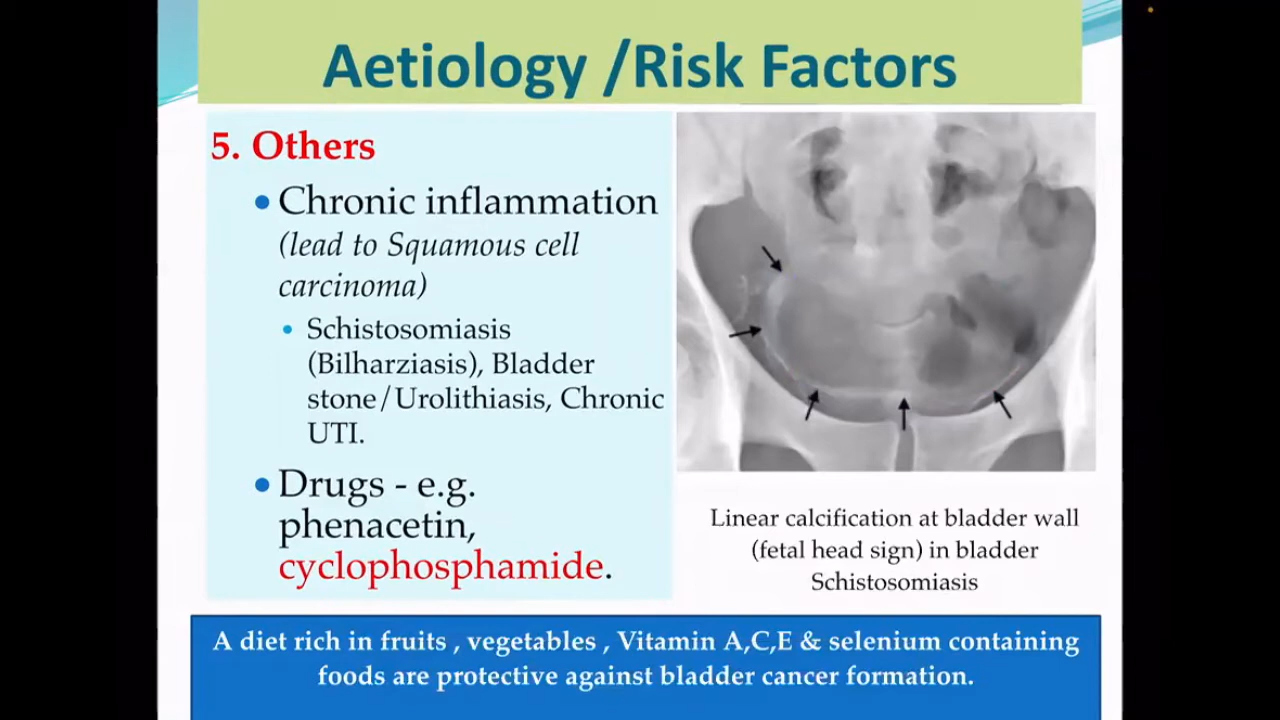 Aetiology /Risk Factors
5. Others
• Chronic inflammation
(lead to Squamous cell
carcinoma)
• Schistosomiasis
(Bilharziasis), Bladder
stone/Urolithiasis, Chronic
UTI.
• Drugs - e.g.
phenacetin,
cyclophosphamide.
Linear calcification at bladder wall
(fetal head sign) in bladder
Schistosomiasis
A diet rich in fruits , vegetables , Vitamin A,C,E & selenium containing
foods are protective against bladder cancer formation.